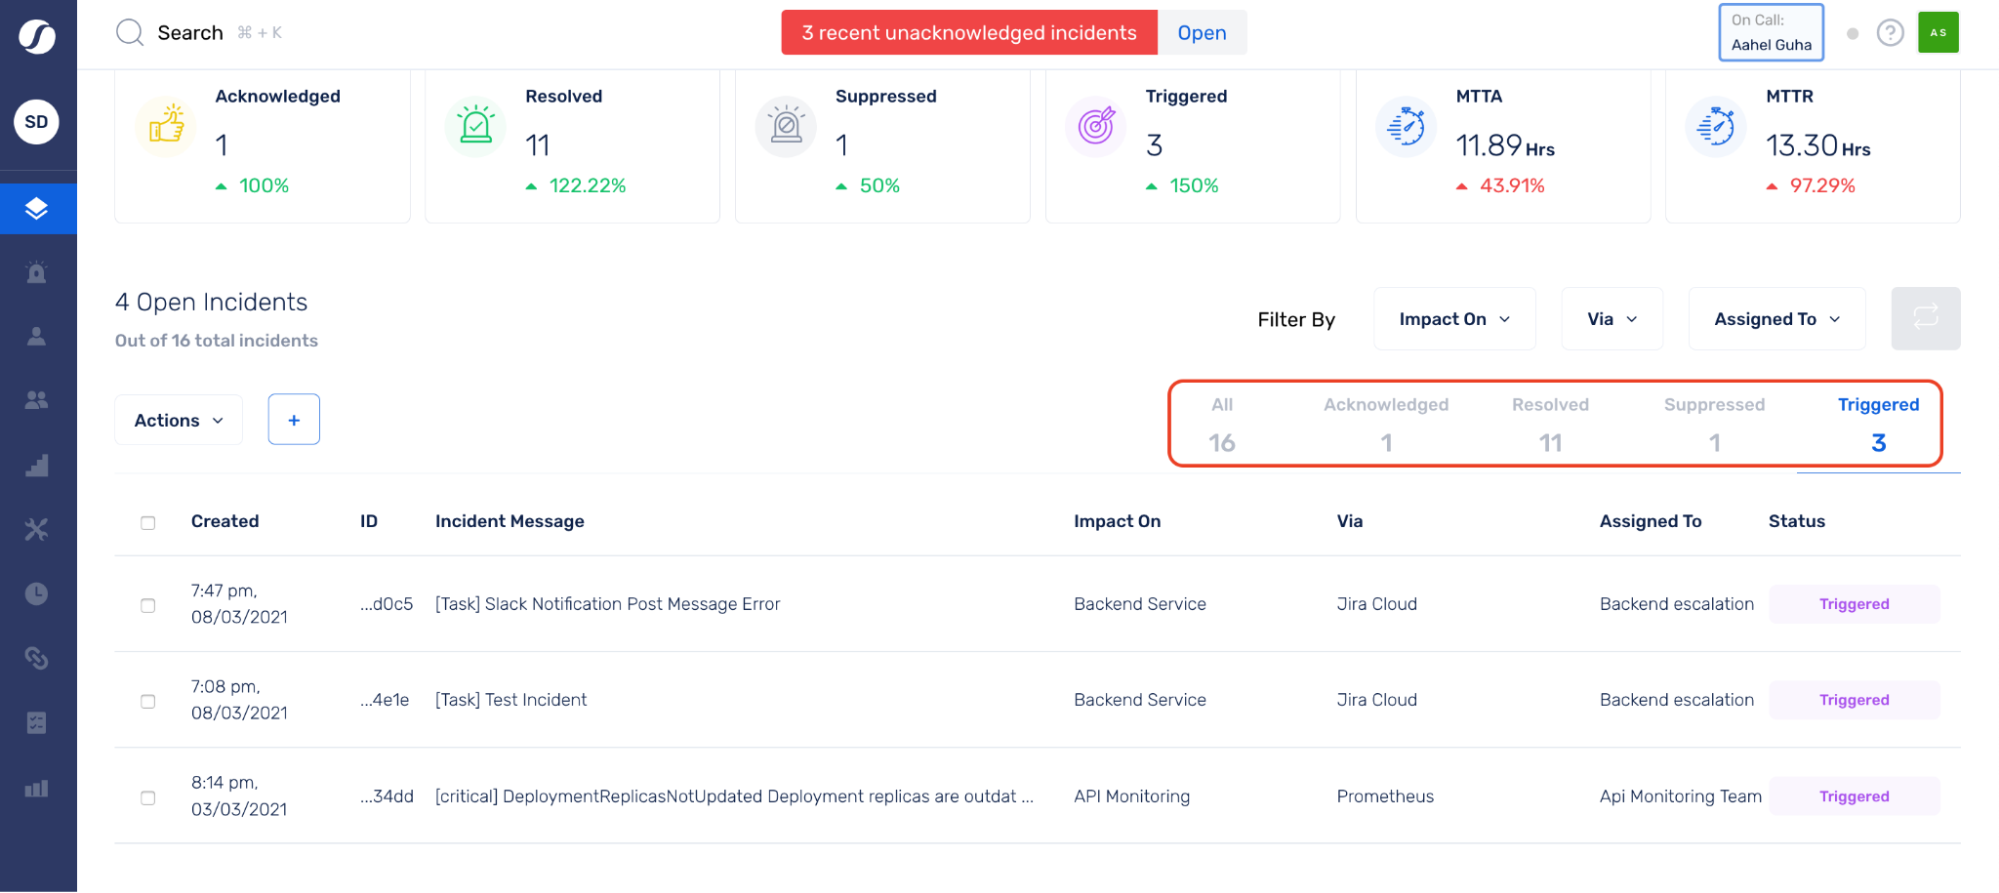 Search ⌘ + K
3 recent unacknowledged incidents Open
On Call:
Aahel Guha
? AS
SD
Acknowledged
1
100%
Resolved
11
122.22%
Suppressed
1
50%
Triggered
3
150%
MTTA
11.89 Hrs
43.91%
MTTR
13.30 Hrs
97.29%
4 Open Incidents
Out of 16 total incidents
Filter By Impact On Via Assigned To
Actions +
All Acknowledged Resolved Suppressed Triggered
16 1 11 1 3
Created ID Incident Message Impact On Via Assigned To Status
7:47 pm,
08/03/2021 ...d0c5 [Task] Slack Notification Post Message Error Backend Service Jira Cloud Backend escalation Triggered
7:08 pm,
08/03/2021 ...4e1e [Task] Test Incident Backend Service Jira Cloud Backend escalation Triggered
8:14 pm,
03/03/2021 ...34dd [critical] DeploymentReplicasNotUpdated Deployment replicas are outdat ... API Monitoring Prometheus Api Monitoring Team Triggered